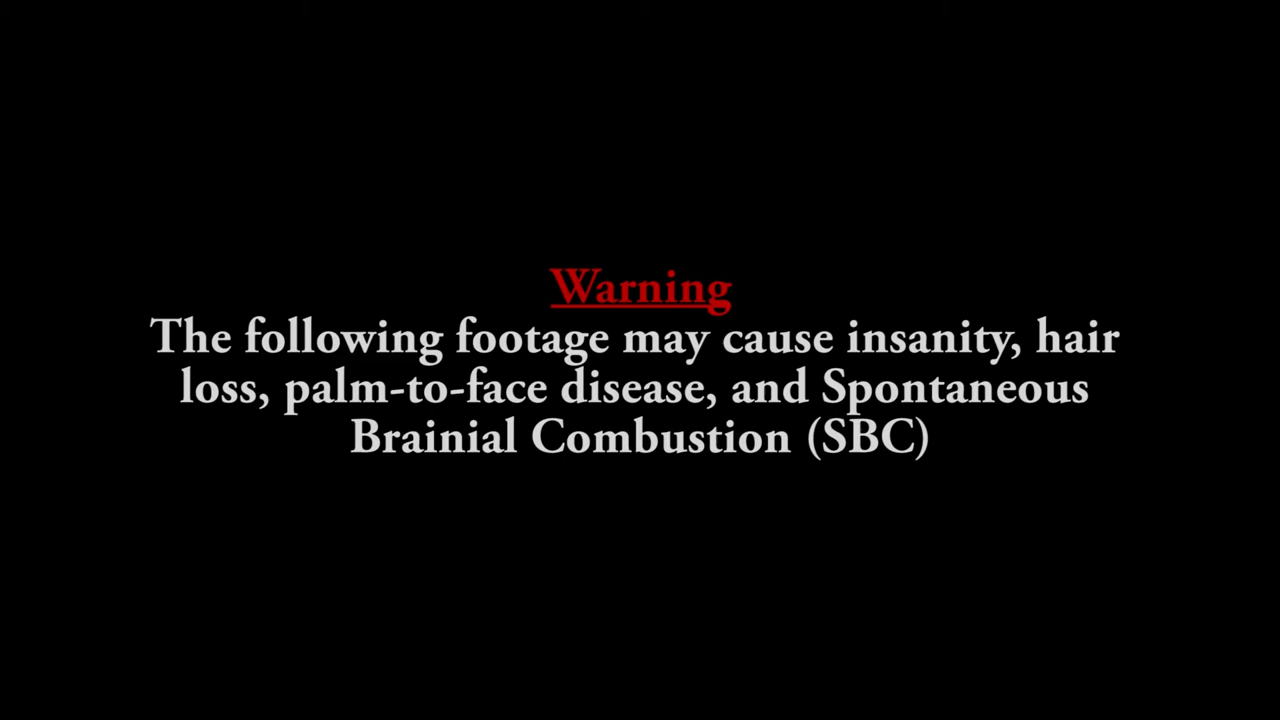 Warning
The following footage may cause insanity, hair
loss, palm-to-face disease, and Spontaneous
Brainial Combustion (SBC)